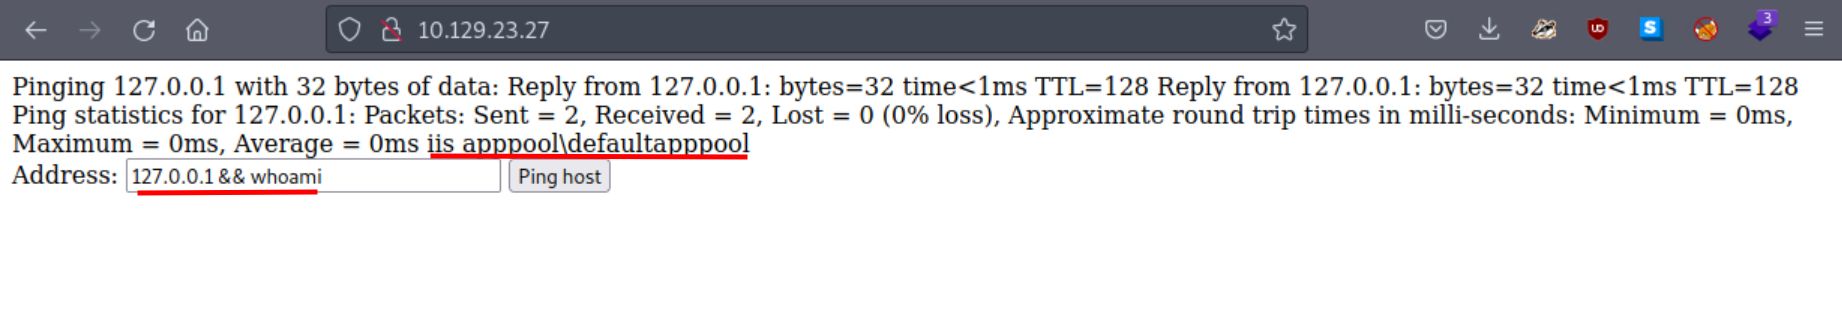 10.129.23.27
3
Pinging 127.0.0.1 with 32 bytes of data: Reply from 127.0.0.1: bytes=32 time<1ms TTL=128 Reply from 127.0.0.1: bytes=32 time<1ms TTL=128
Ping statistics for 127.0.0.1: Packets: Sent = 2, Received = 2, Lost = 0 (0% loss), Approximate round trip times in milli-seconds: Minimum = 0ms,
Maximum = 0ms, Average = 0ms iis apppool\defaultapppool
Address: 127.0.0.1 && whoami Ping host